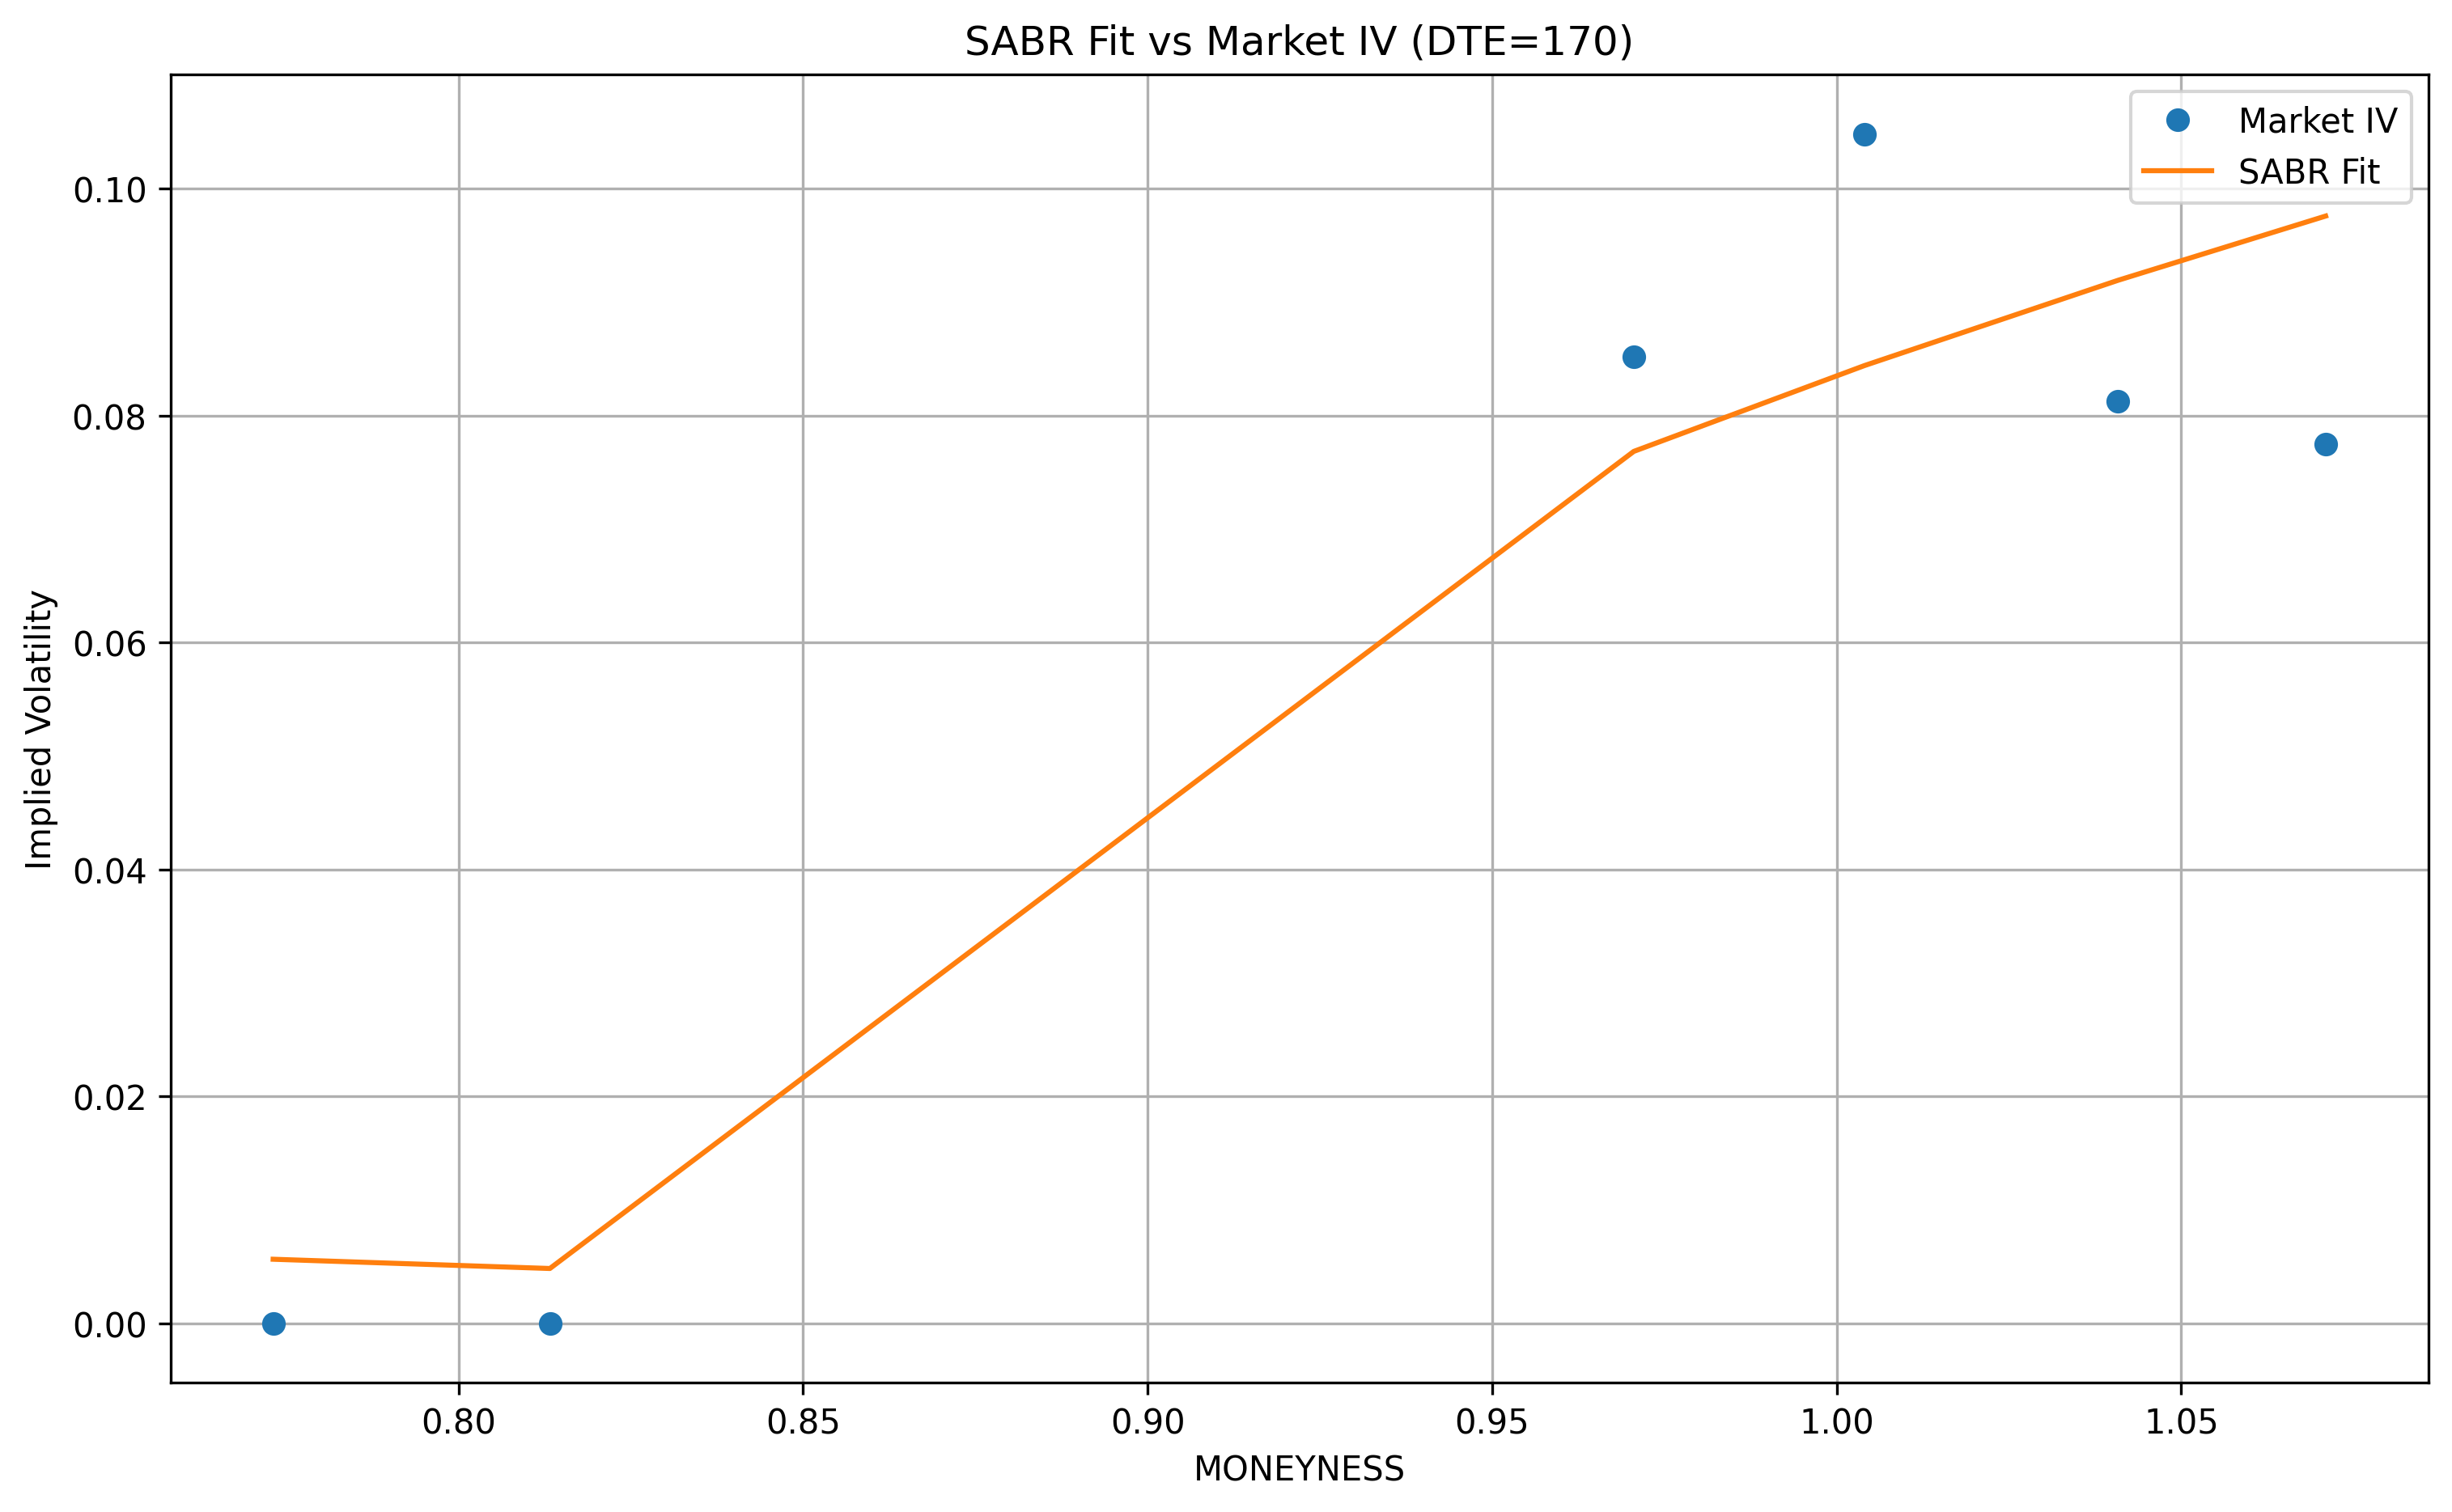 SABR Fit vs Market IV (DTE=170)
Market IV
SABR Fit
Implied Volatility
0.10
0.08
0.06
0.04
0.02
0.00
0.80 0.85 0.90 0.95 1.00 1.05
MONEYNESS